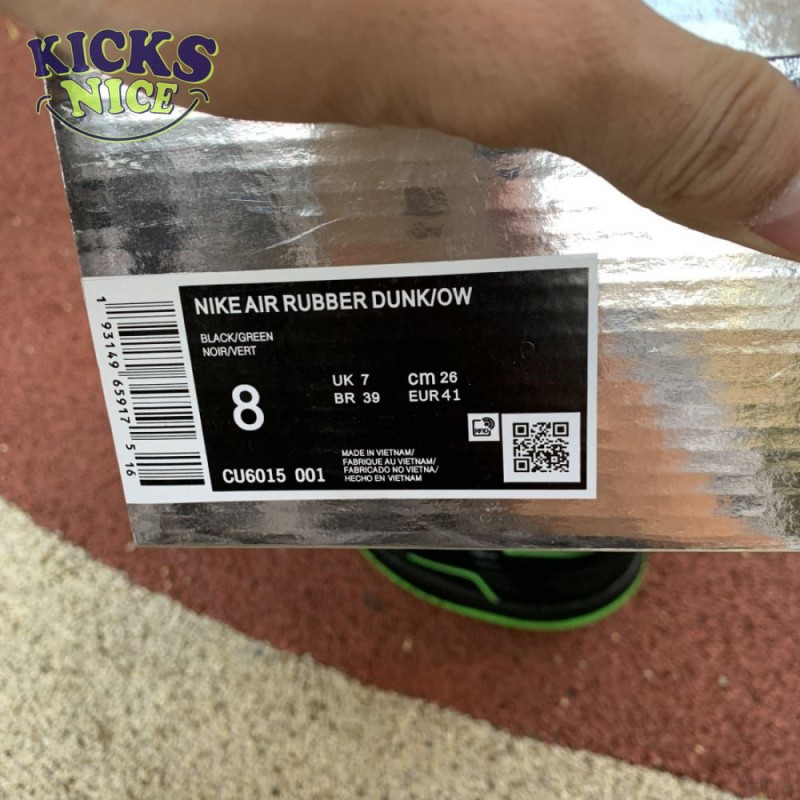 KICKS
NICE
NIKE AIR RUBBER DUNK/OW
BLACK/GREEN
NOIR/VERT
8
UK 7 cm 26
BR 39 EUR 41
CU6015 001
MADE IN VIETNAM/
FABRIQUE AU VIETNAM/
FABRICADO NO VIETNA/
HECHO EN VIETNAM
RFID
1 93149 65917 5 16